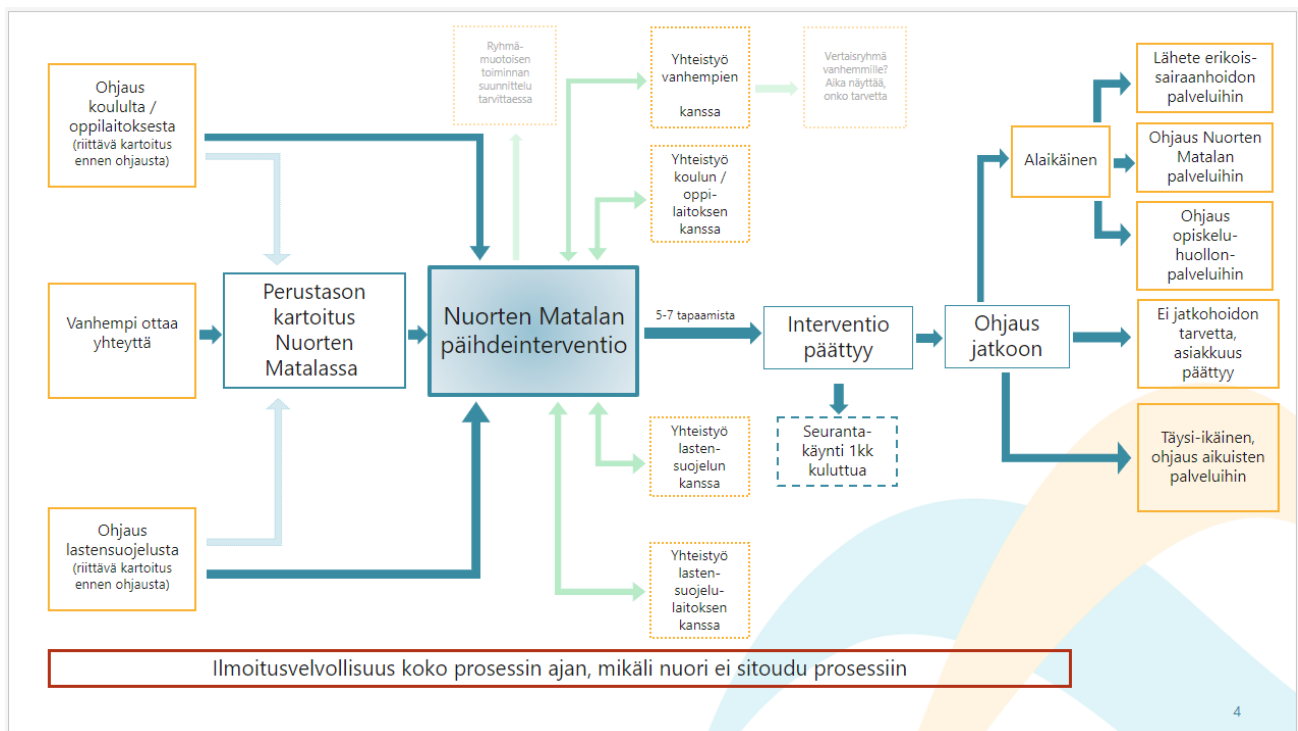 Ohjaus
koululta /
oppilaitoksesta
(riittävä kartoitus
ennen ohjausta)
Vanhempi ottaa
yhteyttä
Ohjaus
lastensuojelusta
(riittävä kartoitus
ennen ohjausta)
Perustason
kartoitus
Nuorten
Matalassa
Nuorten Matalan
päihdeinterventio
Ryhmä-
muotoisen
toiminnan
suunnittelu
tarvittaessa
Yhteistyö
vanhempien
kanssa
Vertaisryhmä
vanhemmille?
Aika näyttää,
onko tarvetta
Yhteistyö
koulun /
oppi-
laitoksen
kanssa
5-7 tapaamista
Yhteistyö
lasten-
suojelun
kanssa
Yhteistyö
lasten-
suojelu-
laitoksen
kanssa
Interventio
päättyy
Seuranta-
käynti 1kk
kuluttua
Ohjaus
jatkoon
Alaikäinen
Lähete erikois-
sairaanhoidon
palveluihin
Ohjaus Nuorten
Matalan
palveluihin
Ohjaus
opiskelu-
huollon-
palveluihin
Ei jatkohoidon
tarvetta,
asiakkuus
päättyy
Täysi-ikäinen,
ohjaus aikuisten
palveluihin
Ilmoitusvelvollisuus koko prosessin ajan, mikäli nuori ei sitoudu prosessiin
4